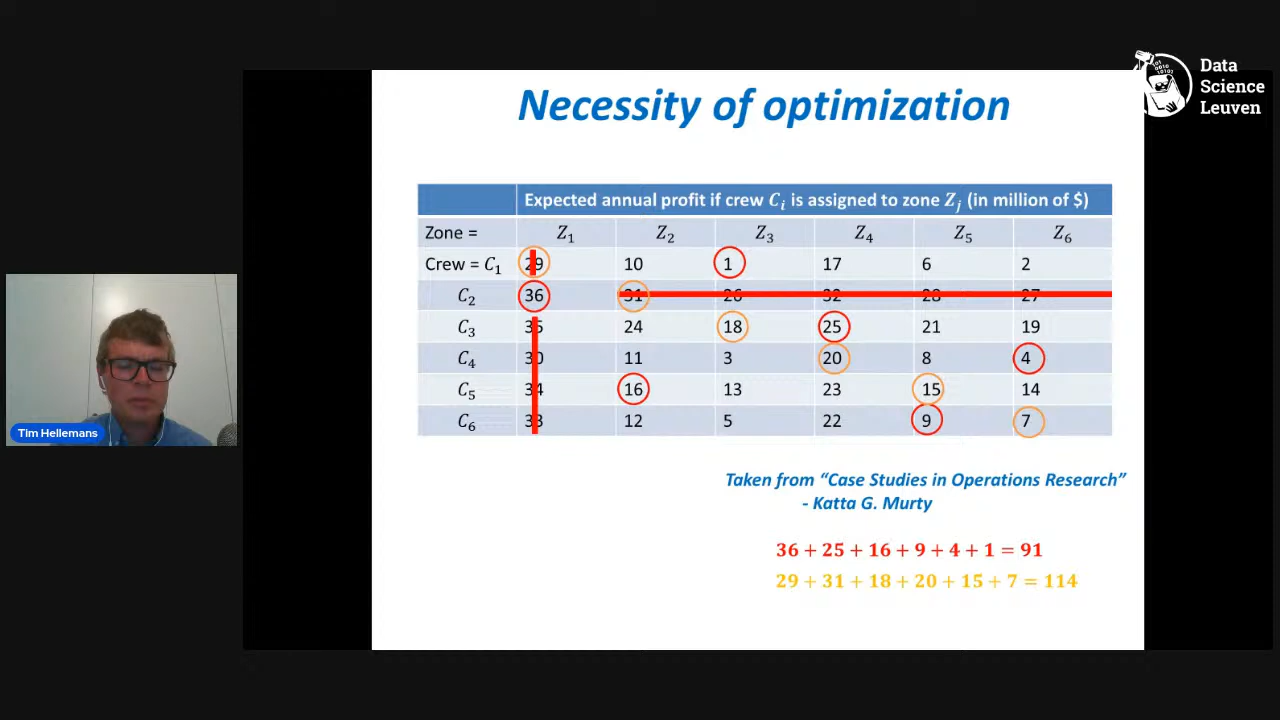 Data
Science
Leuven
Necessity of optimization
Expected annual profit if crew C_i is assigned to zone Z_j (in million of $)
Zone = Z_1 Z_2 Z_3 Z_4 Z_5 Z_6
Crew = C_1 29 10 1 17 6 2
C_2 36 31 26 32 28 27
C_3 35 24 18 25 21 19
C_4 30 11 3 20 8 4
C_5 34 16 13 23 15 14
C_6 33 12 5 22 9 7
Taken from “Case Studies in Operations Research”
- Katta G. Murty
36 + 25 + 16 + 9 + 4 + 1 = 91
29 + 31 + 18 + 20 + 15 + 7 = 114
Tim Hellemans